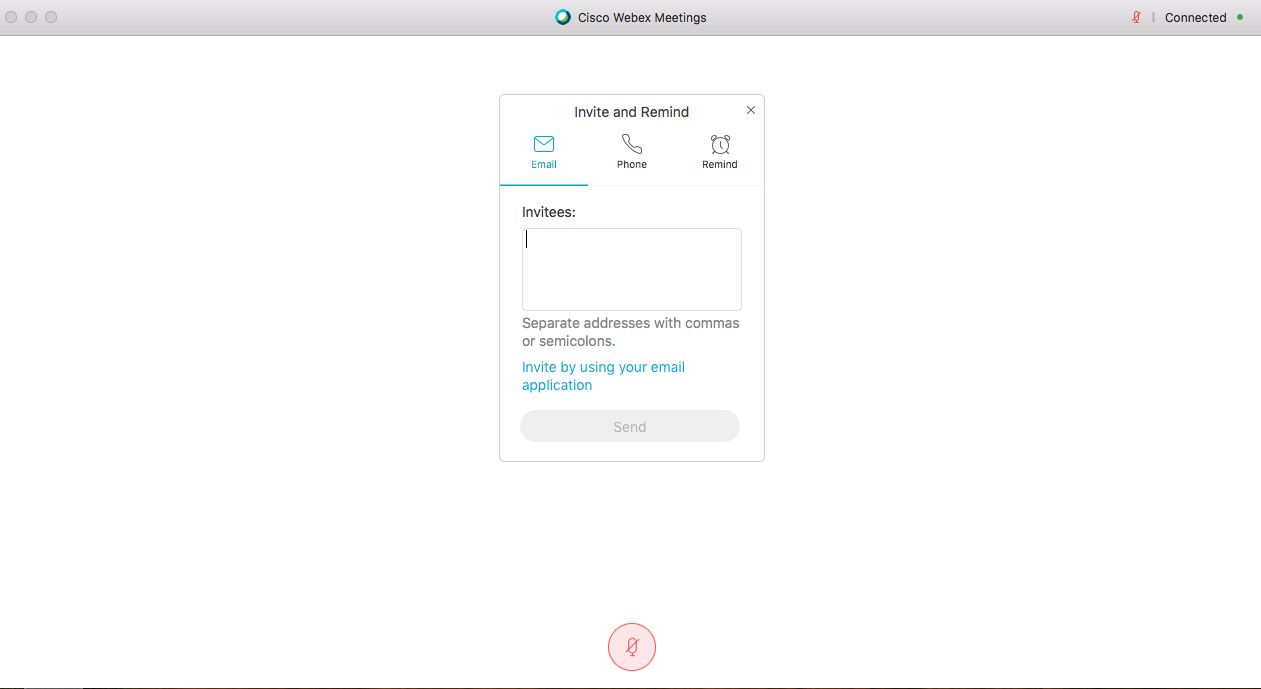 Cisco Webex Meetings
Connected
Invite and Remind
Email
Phone
Remind
Invitees:
Separate addresses with commas
or semicolons.
Invite by using your email
application
Send